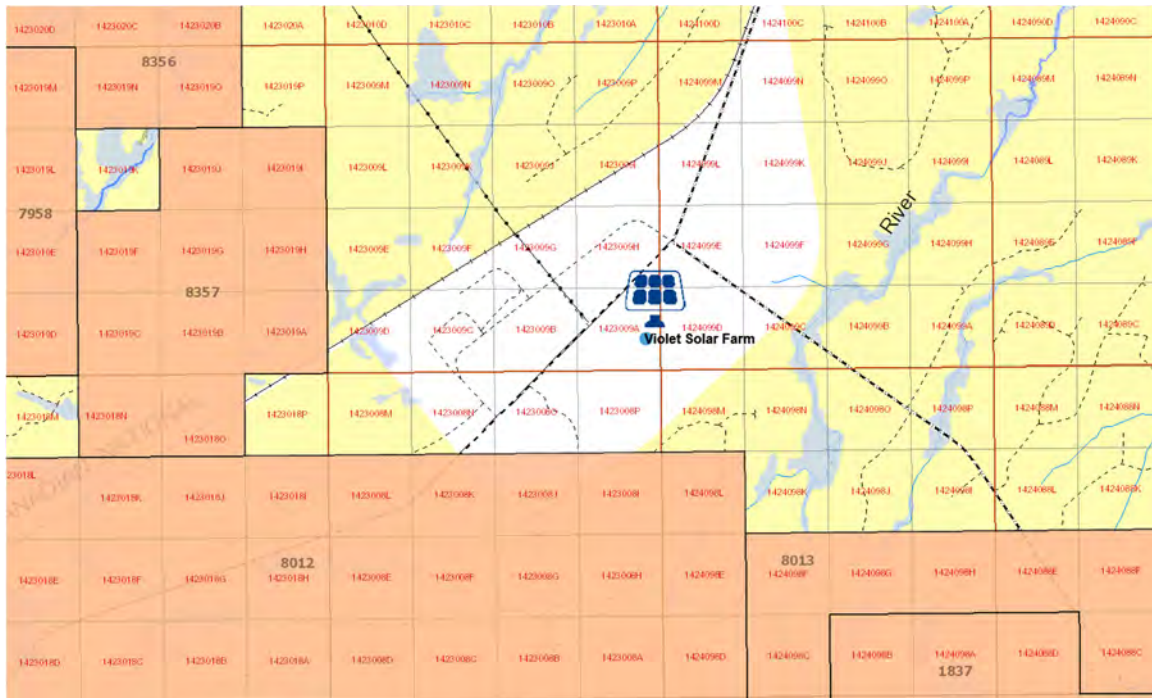 1423020D 1423020C 1423020B 1423020A 1423010D 1423010C 1423010B 1423010A 1424100D 1424100C 1424100B 1424100A 1424090D 1424090C
8356
1423019M 1423019N 1423019O 1423019P 1423009M 1423009N 1423009O 1423009P 1424099M 1424099N 1424099O 1424099P 1424089M 1424089N
1423019L 1423019K 1423019J 1423019I 1423009L 1423009K 1423009J 1423009I 1424099L 1424099K 1424099J 1424099I 1424089L 1424089K
7958
River
1423019E 1423019F 1423019G 1423019H 1423009E 1423009F 1423009G 1423009H 1424099E 1424099F 1424099G 1424099H 1424089E 1424089F
8357
1423019D 1423019C 1423019B 1423019A 1423009D 1423009C 1423009B 1423009A 1424099D 1424099C 1424099B 1424099A 1424089D 1424089C
Violet Solar Farm
1423018M 1423018N 1423018O 1423018P 1423008M 1423008N 1423008O 1423008P 1424098M 1424098N 1424098O 1424098P 1424088M 1424088N
23018L 1423018K 1423018J 1423018I 1423008L 1423008K 1423008J 1423008I 1424098L 1424098K 1424098J 1424098I 1424088L 1424088K
8012 8013
1423018E 1423018F 1423018G 1423018H 1423008E 1423008F 1423008G 1423008H 1424098E 1424098F 1424098G 1424098H 1424088E 1424088F
1423018D 1423018C 1423018B 1423018A 1423008D 1423008C 1423008B 1423008A 1424098D 1424098C 1424098B 1424098A 1424088D 1424088C
1837